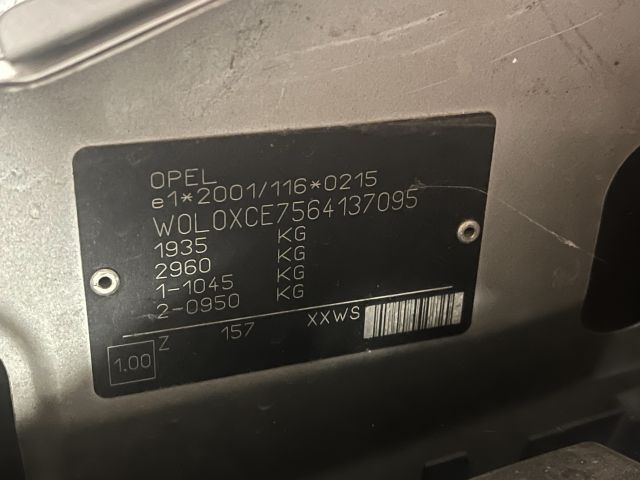 OPEL
e1*2001/116*0215
W0L0XCE7564137095
1935 KG
2960 KG
1-1045 KG
2-0950 KG
1.00 Z 157 XXWS